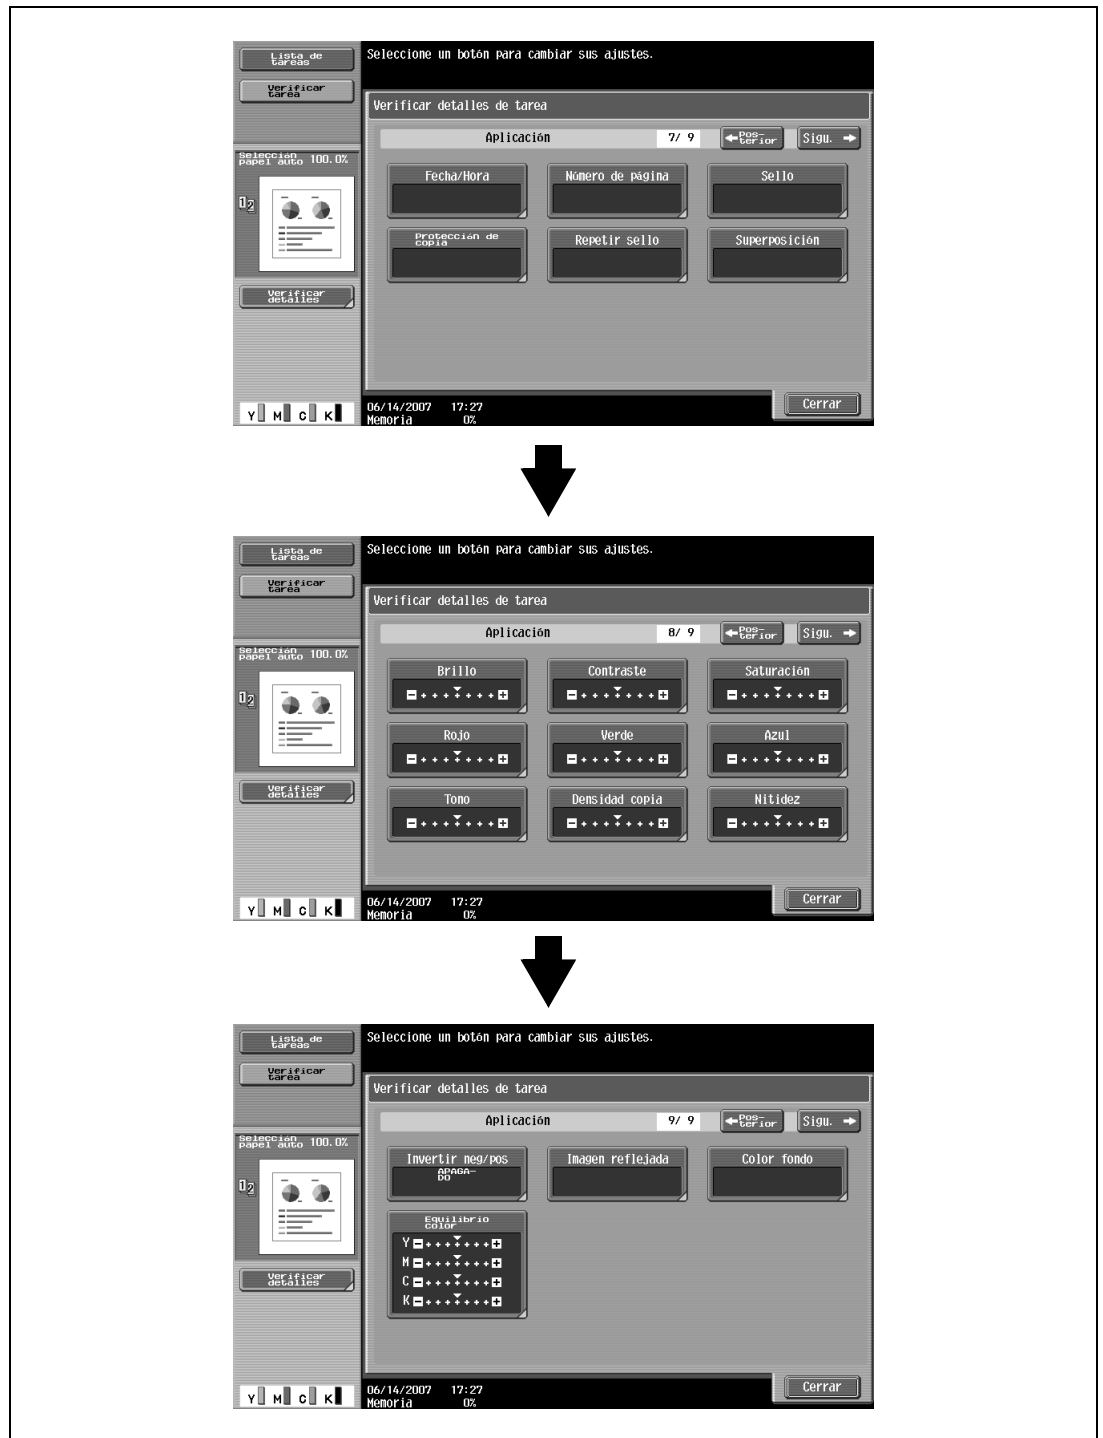 Lista de
tareas
Verificar
tarea
Seleccione un botón para cambiar sus ajustes.
Verificar detalles de tarea
Aplicación 7/ 9 Pos-
terior Sigu.
Selección
papel auto 100.0%
Fecha/Hora Número de página Sello
Protección de
copia Repetir sello Superposición
Verificar
detalles
Cerrar
Y M C K 06/14/2007 17:27
Memoria 0%
Lista de
tareas
Verificar
tarea
Seleccione un botón para cambiar sus ajustes.
Verificar detalles de tarea
Aplicación 8/ 9 Pos-
terior Sigu.
Selección
papel auto 100.0%
Brillo Contraste Saturación
Rojo Verde Azul
Verificar
detalles
Tono Densidad copia Nitidez
Cerrar
Y M C K 06/14/2007 17:27
Memoria 0%
Lista de
tareas
Verificar
tarea
Seleccione un botón para cambiar sus ajustes.
Verificar detalles de tarea
Aplicación 9/ 9 Pos-
terior Sigu.
Selección
papel auto 100.0%
Invertir neg/pos Imagen reflejada Color fondo
APAGA-
DO
Equilibrio
color
Y
M
C
K
Verificar
detalles
Cerrar
Y M C K 06/14/2007 17:27
Memoria 0%